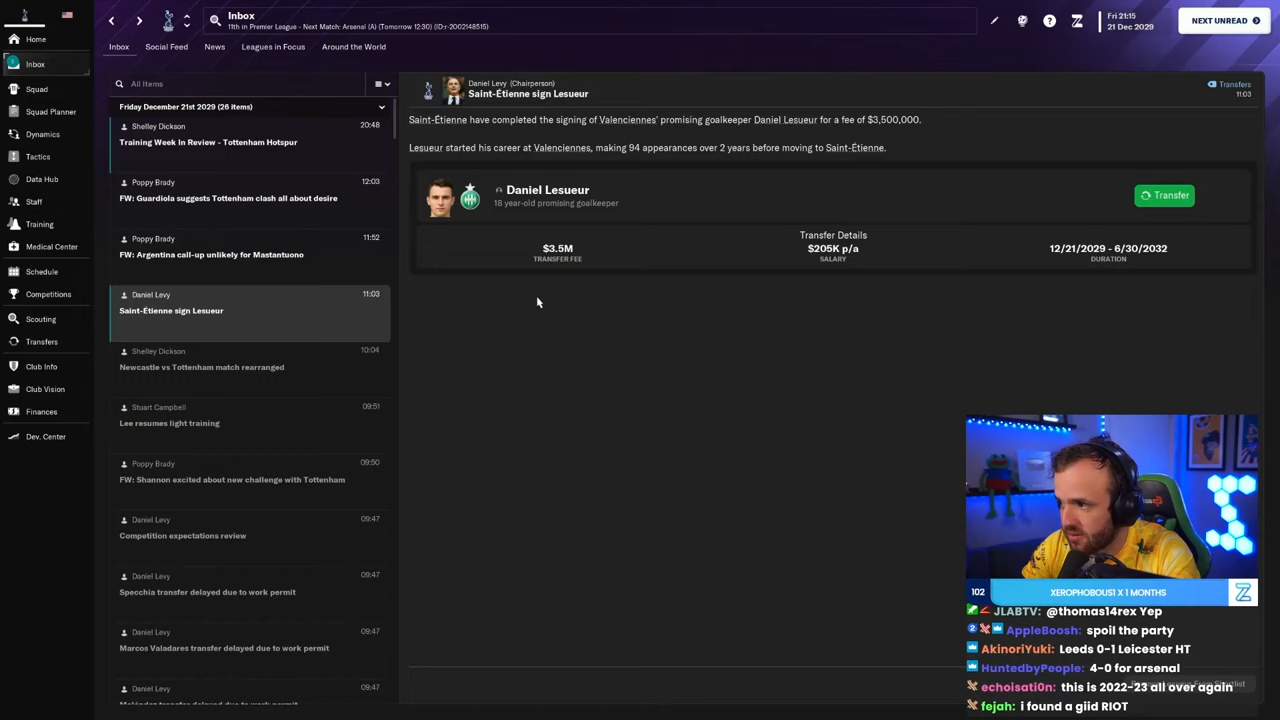 Inbox
11th in Premier League - Next Match: Arsenal (A) (Tomorrow 12:30) (ID:r-2002148515)
Fri 21:15
21 Dec 2029
NEXT UNREAD
Inbox
Social Feed
News
Leagues in Focus
Around the World
Home
Inbox
Squad
Squad Planner
Dynamics
Tactics
Data Hub
Staff
Training
Medical Center
Schedule
Competitions
Scouting
Transfers
Club Info
Club Vision
Finances
Dev. Center
All Items
Friday December 21st 2029 (26 items)
Shelley Dickson 20:48
Training Week In Review - Tottenham Hotspur
Poppy Brady 12:03
FW: Guardiola suggests Tottenham clash all about desire
Poppy Brady 11:52
FW: Argentina call-up unlikely for Mastantuono
Daniel Levy 11:03
Saint-Étienne sign Lesueur
Shelley Dickson 10:04
Newcastle vs Tottenham match rearranged
Stuart Campbell 09:51
Lee resumes light training
Poppy Brady 09:50
FW: Shannon excited about new challenge with Tottenham
Daniel Levy 09:47
Competition expectations review
Daniel Levy 09:47
Specchia transfer delayed due to work permit
Daniel Levy 09:47
Marcos Valadares transfer delayed due to work permit
Daniel Levy 09:47
Daniel Levy (Chairperson)
Saint-Étienne sign Lesueur
Transfers
11:03
Saint-Étienne have completed the signing of Valenciennes' promising goalkeeper Daniel Lesueur for a fee of $3,500,000.
Lesueur started his career at Valenciennes, making 94 appearances over 2 years before moving to Saint-Étienne.
Daniel Lesueur
18 year-old promising goalkeeper
Transfer
Transfer Details
$3.5M
TRANSFER FEE
$205K p/a
SALARY
12/21/2029 - 6/30/2032
DURATION
102 XEROPHOBOUS1 X 1 MONTHS
JLABTV: @thomas14rex Yep
AppleBoosh: spoil the party
AkinoriYuki: Leeds 0-1 Leicester HT
HuntedbyPeople: 4-0 for arsenal
echoisati0n: this is 2022-23 all over again
fejah: i found a giid RIOT